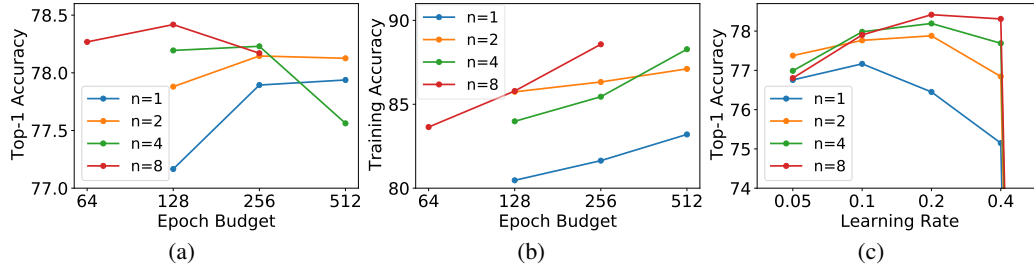 78.5
78.0
77.5
77.0
Top-1 Accuracy
n=1
n=2
n=4
n=8
64
128
256
512
Epoch Budget
(a)
90
85
80
Training Accuracy
n=1
n=2
n=4
n=8
64
128
256
512
Epoch Budget
(b)
78
77
76
75
74
Top-1 Accuracy
n=1
n=2
n=4
n=8
0.05
0.1
0.2
0.4
Learning Rate
(c)